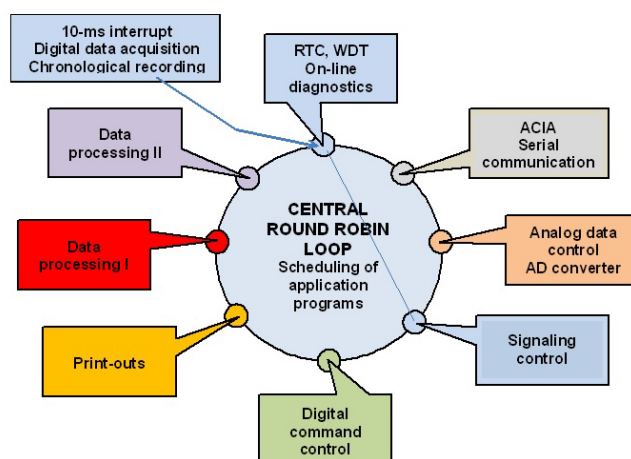 10-ms interrupt
Digital data acquisition
Chronological recording
RTC, WDT
On-line
diagnostics
Data
processing II
ACIA
Serial
communication
CENTRAL
ROUND ROBIN
LOOP
Scheduling of
application
programs
Data
processing I
Analog data
control
AD converter
Print-outs
Signaling
control
Digital
command
control